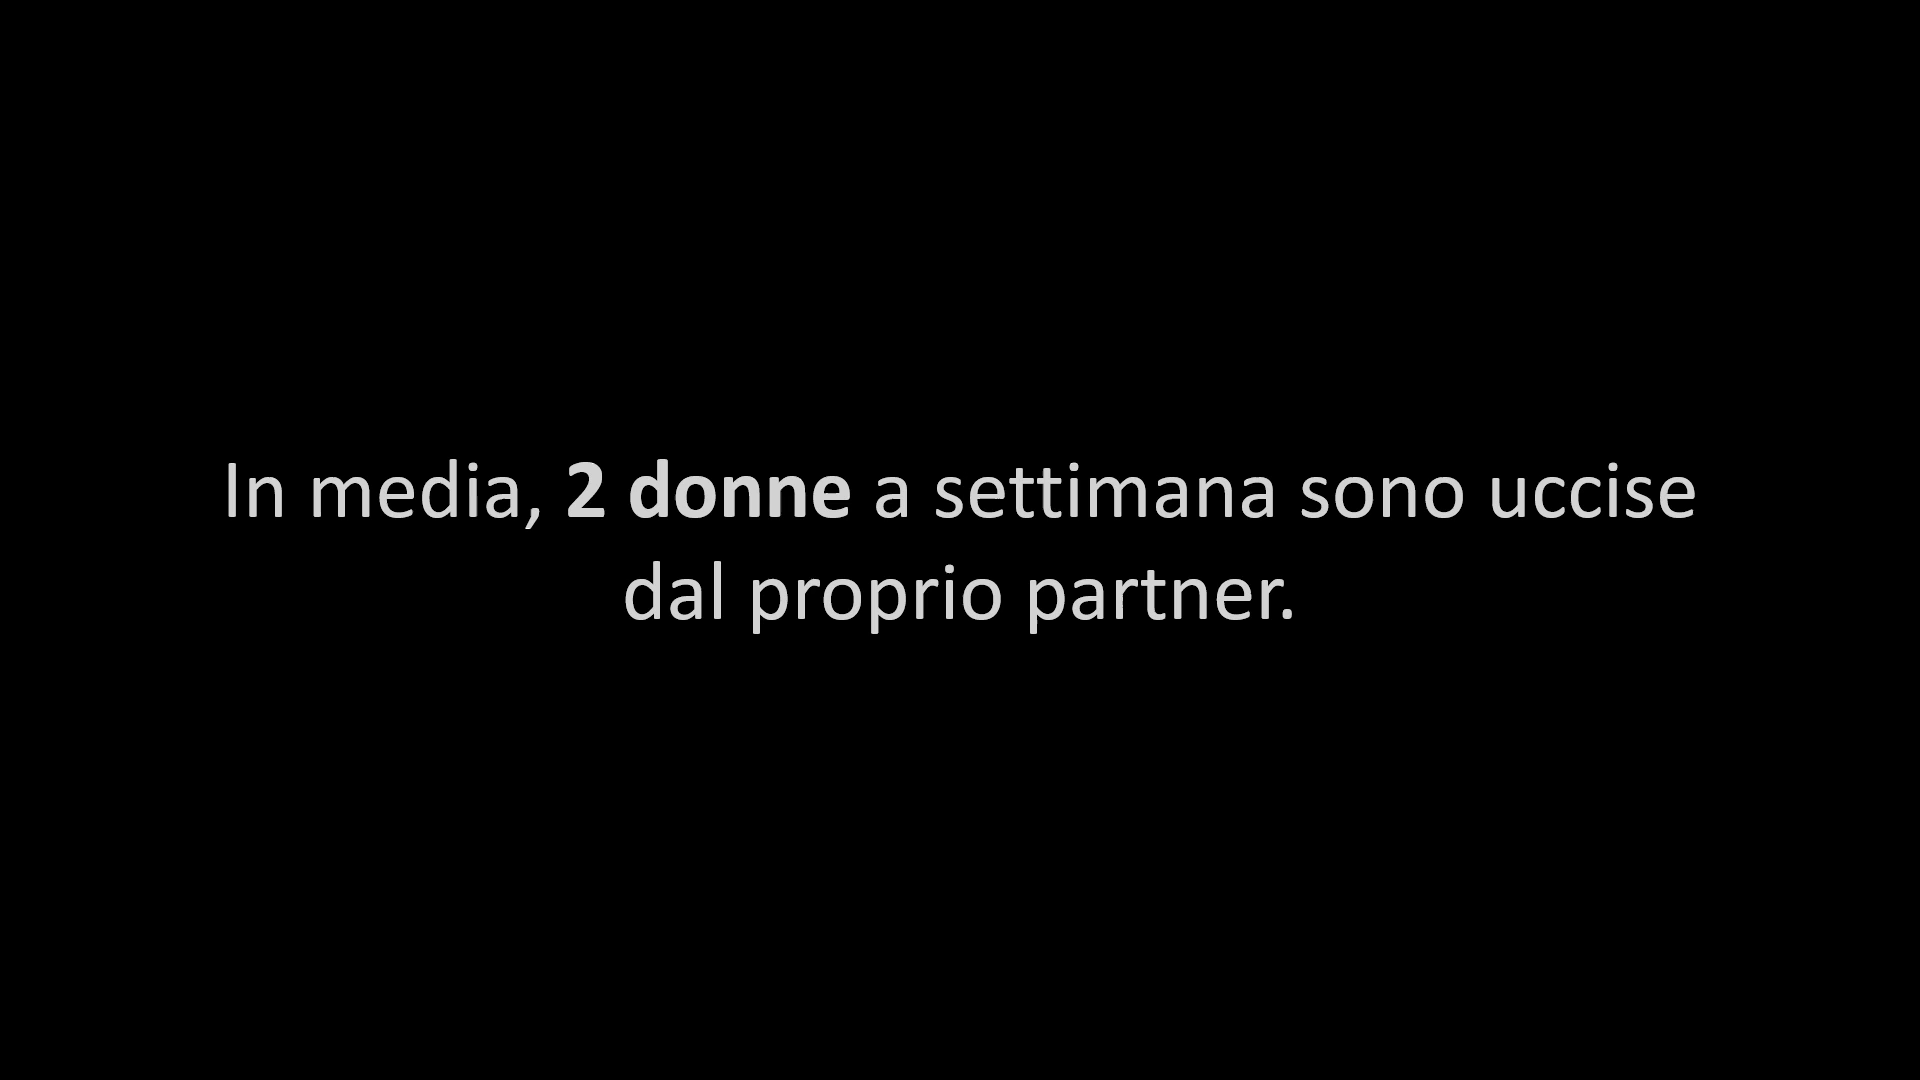 In media, 2 donne a settimana sono uccise
dal proprio partner.